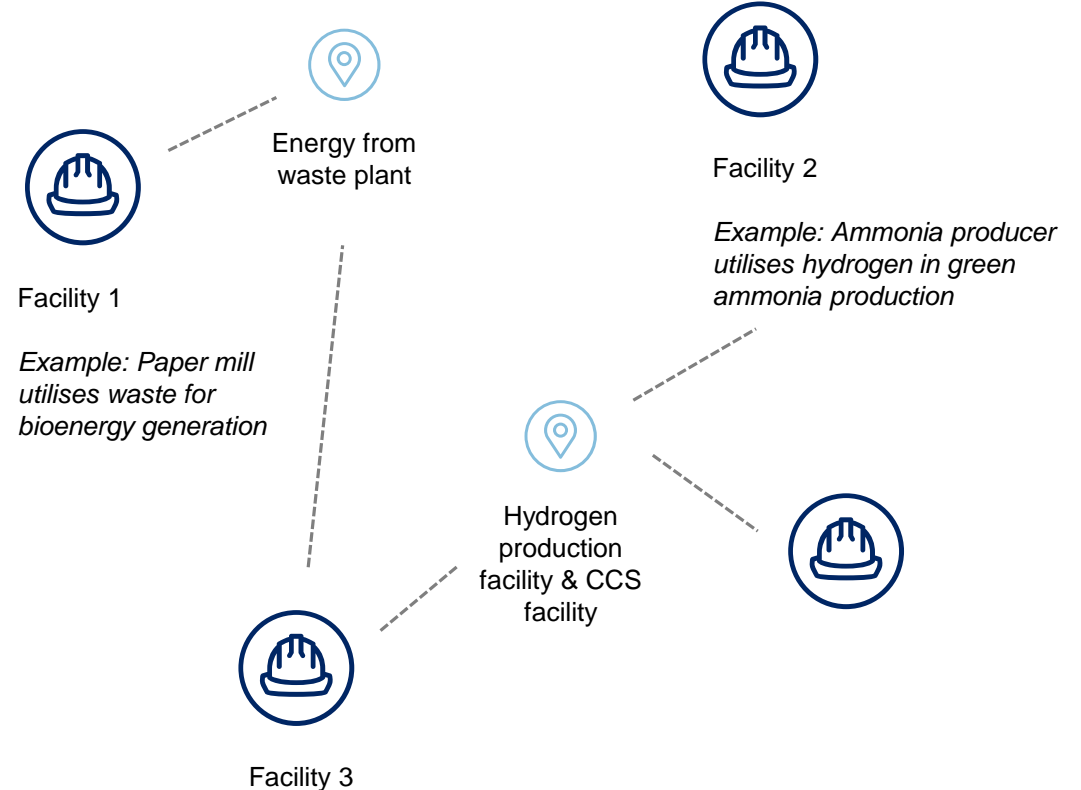 Energy from
waste plant
Facility 1
Example: Paper mill
utilises waste for
bioenergy generation
Facility 2
Example: Ammonia producer
utilises hydrogen in green
ammonia production
Hydrogen
production
facility & CCS
facility
Facility 3